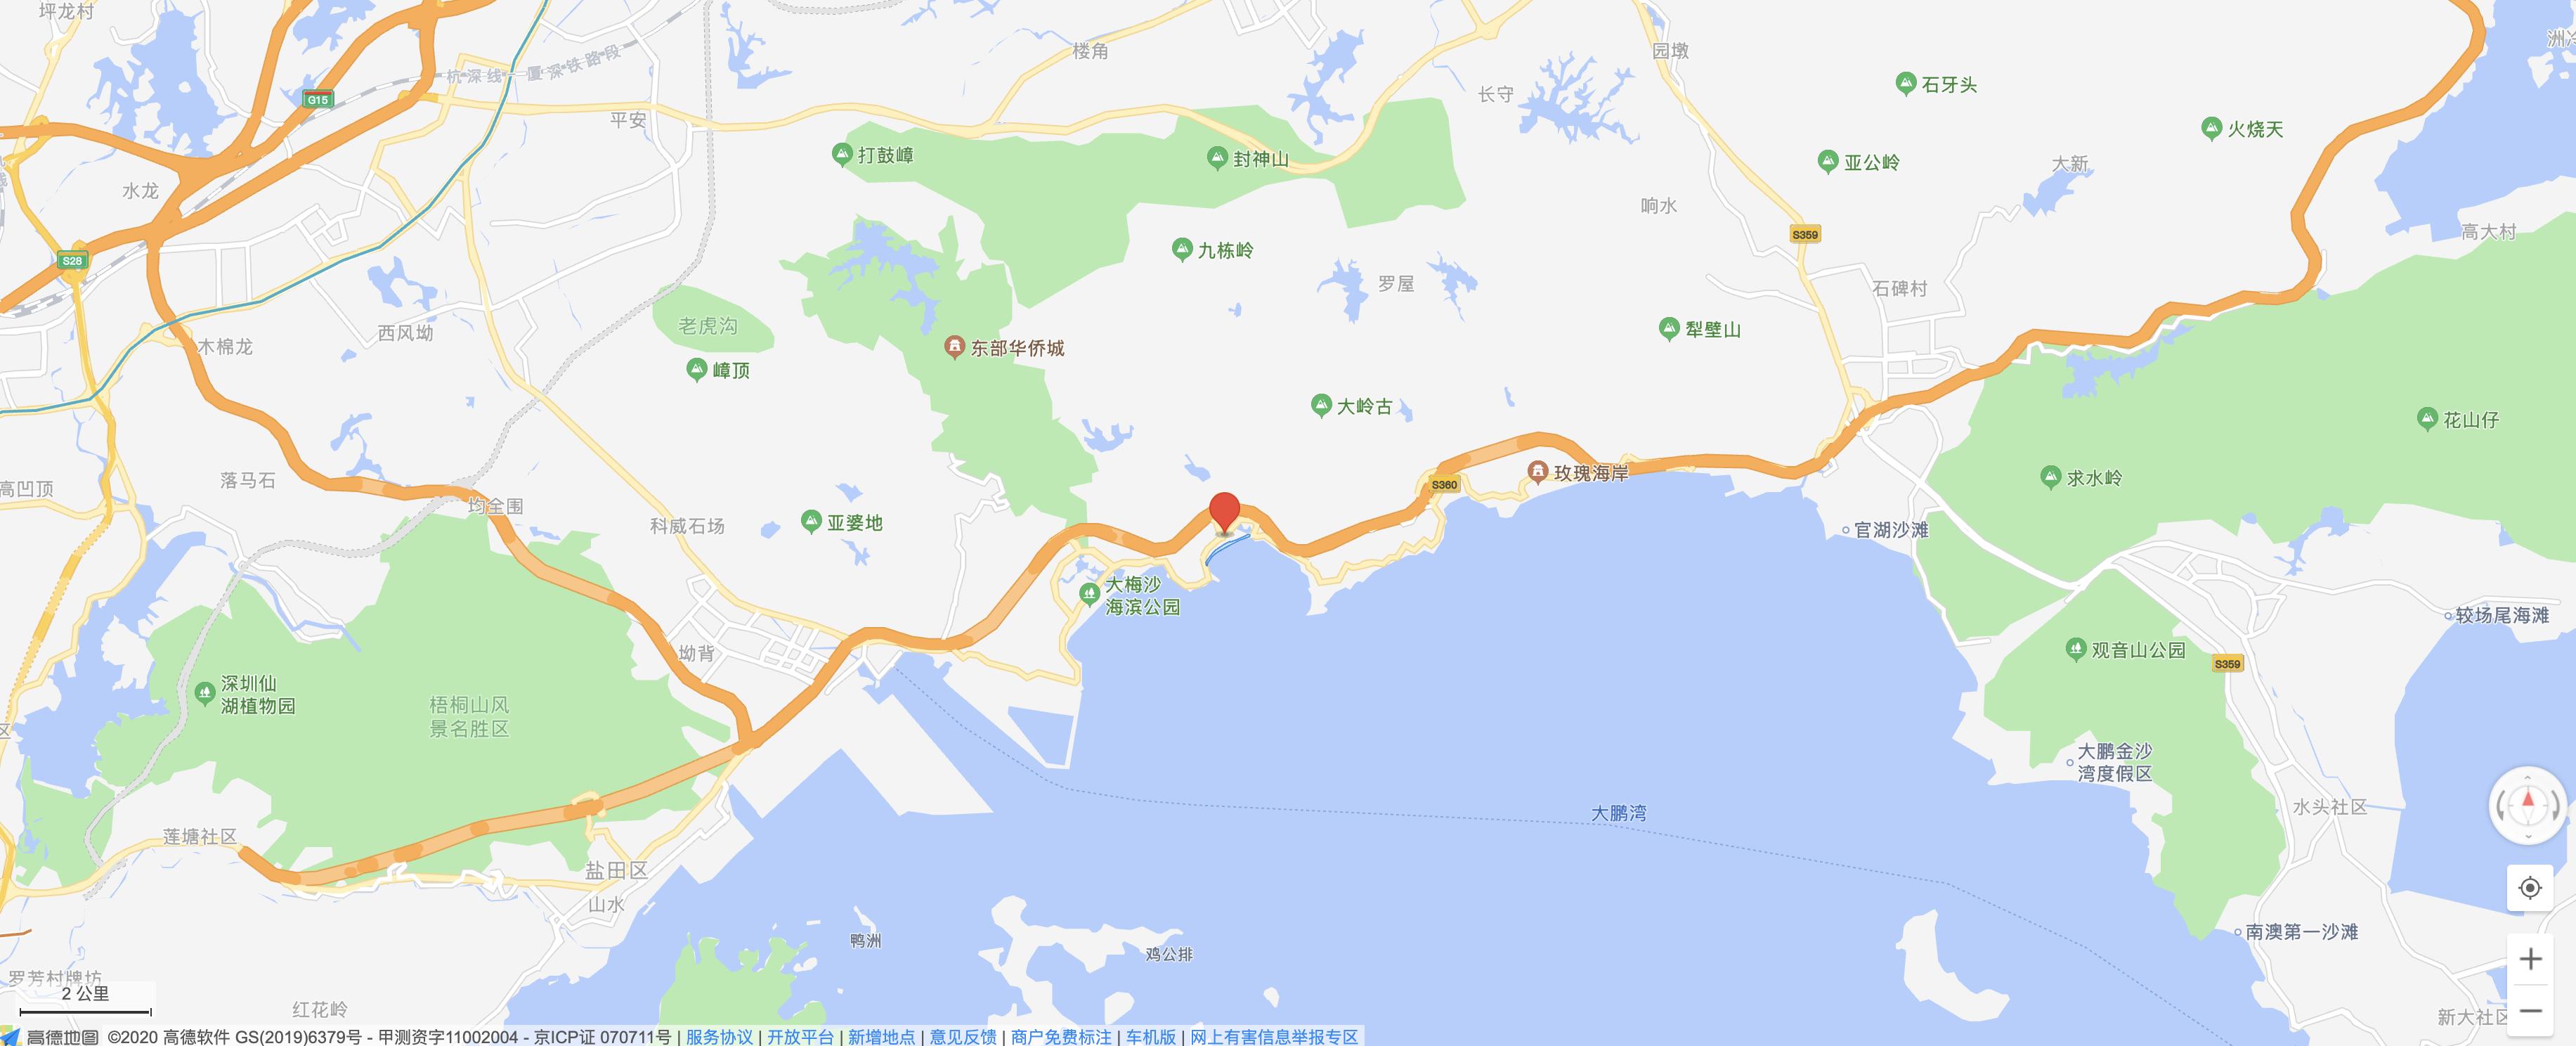 坪龙村
楼角
园墩
杭深线—厦深铁路段
G15
石牙头
长守
平安
火烧天
打鼓嶂
封神山
亚公岭
大新
水龙
响水
高大村
S359
九栋岭
S28
罗屋
石碑村
老虎沟
西风坳
木棉龙
东部华侨城
犁壁山
嶂顶
大岭古
花山仔
玫瑰海岸
求水岭
落马石
高凹顶
S360
均全围
科威石场
亚婆地
官湖沙滩
大梅沙
海滨公园
较场尾海滩
坳背
观音山公园
S359
深圳仙
湖植物园
梧桐山风
景名胜区
大鹏金沙
湾度假区
水头社区
大鹏湾
莲塘社区
盐田区
山水
鸭洲
鸡公排
南澳第一沙滩
罗芳村牌坊
2 公里
红花岭
新大社区
高德地图 ©2020 高德软件 GS(2019)6379号 - 甲测资字11002004 - 京ICP证 070711号 | 服务协议 | 开放平台 | 新增地点 | 意见反馈 | 商户免费标注 | 车机版 | 网上有害信息举报专区